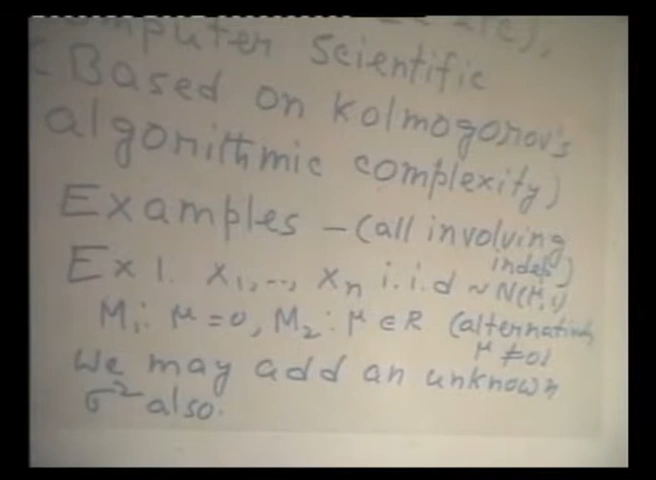 Computer Scientific
(Based on Kolmogorov's
algorithmic complexity)
Examples – (all involving
indep)
Ex 1. X1,.., Xn i.i.d ~ N(μ,1)
M1: μ = 0, M2: μ ∈ R (alternatively
μ ≠ 0)
We may add an unknown
σ² also.